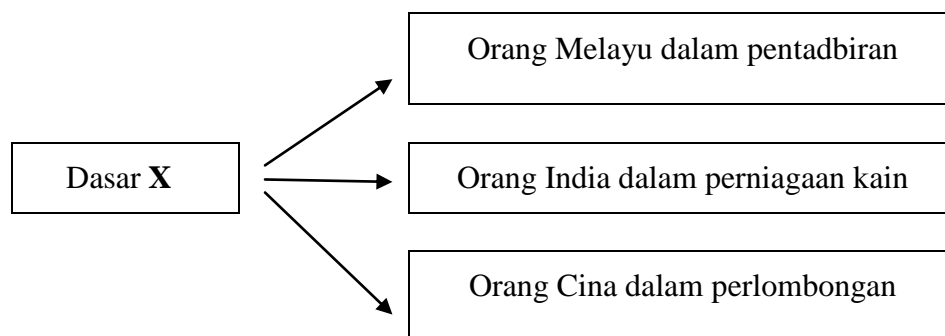 Orang Melayu dalam pentadbiran
Dasar X
Orang India dalam perniagaan kain
Orang Cina dalam perlombongan